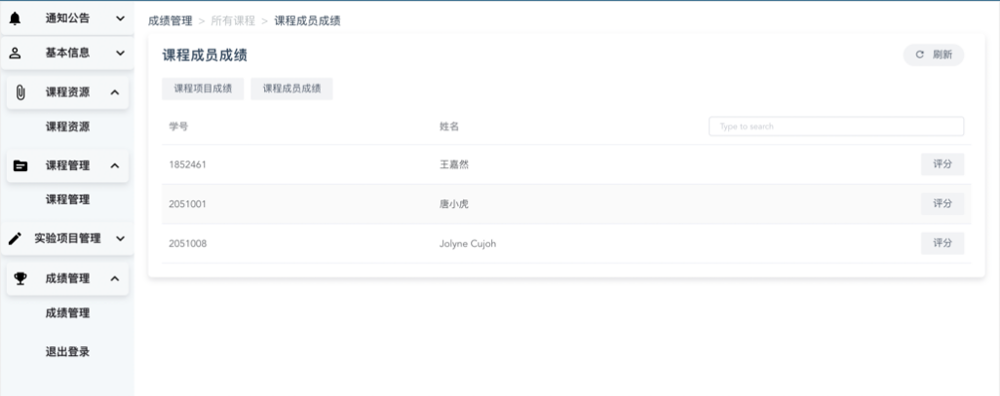 通知公告
基本信息
课程资源
课程资源
课程管理
课程管理
实验项目管理
成绩管理
成绩管理
退出登录
成绩管理 > 所有课程 > 课程成员成绩
课程成员成绩
刷新
课程项目成绩 课程成员成绩
学号 姓名 Type to search
1852461 王嘉然 评分
2051001 唐小虎 评分
2051008 Jolyne Cujoh 评分